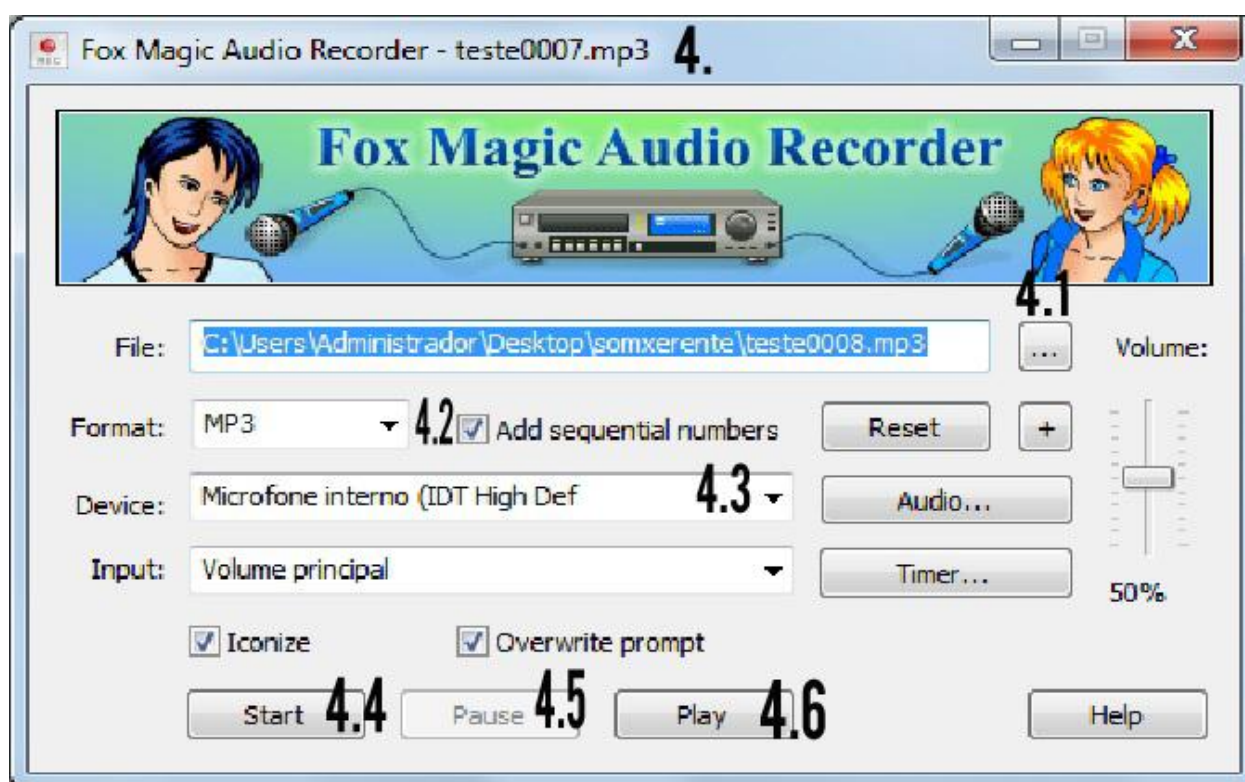 Fox Magic Audio Recorder - teste0007.mp3 4.
Fox Magic Audio Recorder
4.1
File: C:\Users\Administrador\Desktop\somxerente\teste0008.mp3 ... Volume:
Format: MP3 4.2 Add sequential numbers Reset +
Device: Microfone interno (IDT High Def 4.3 Audio...
Input: Volume principal Timer... 50%
Iconize Overwrite prompt
Start 4.4 Pause 4.5 Play 4.6 Help